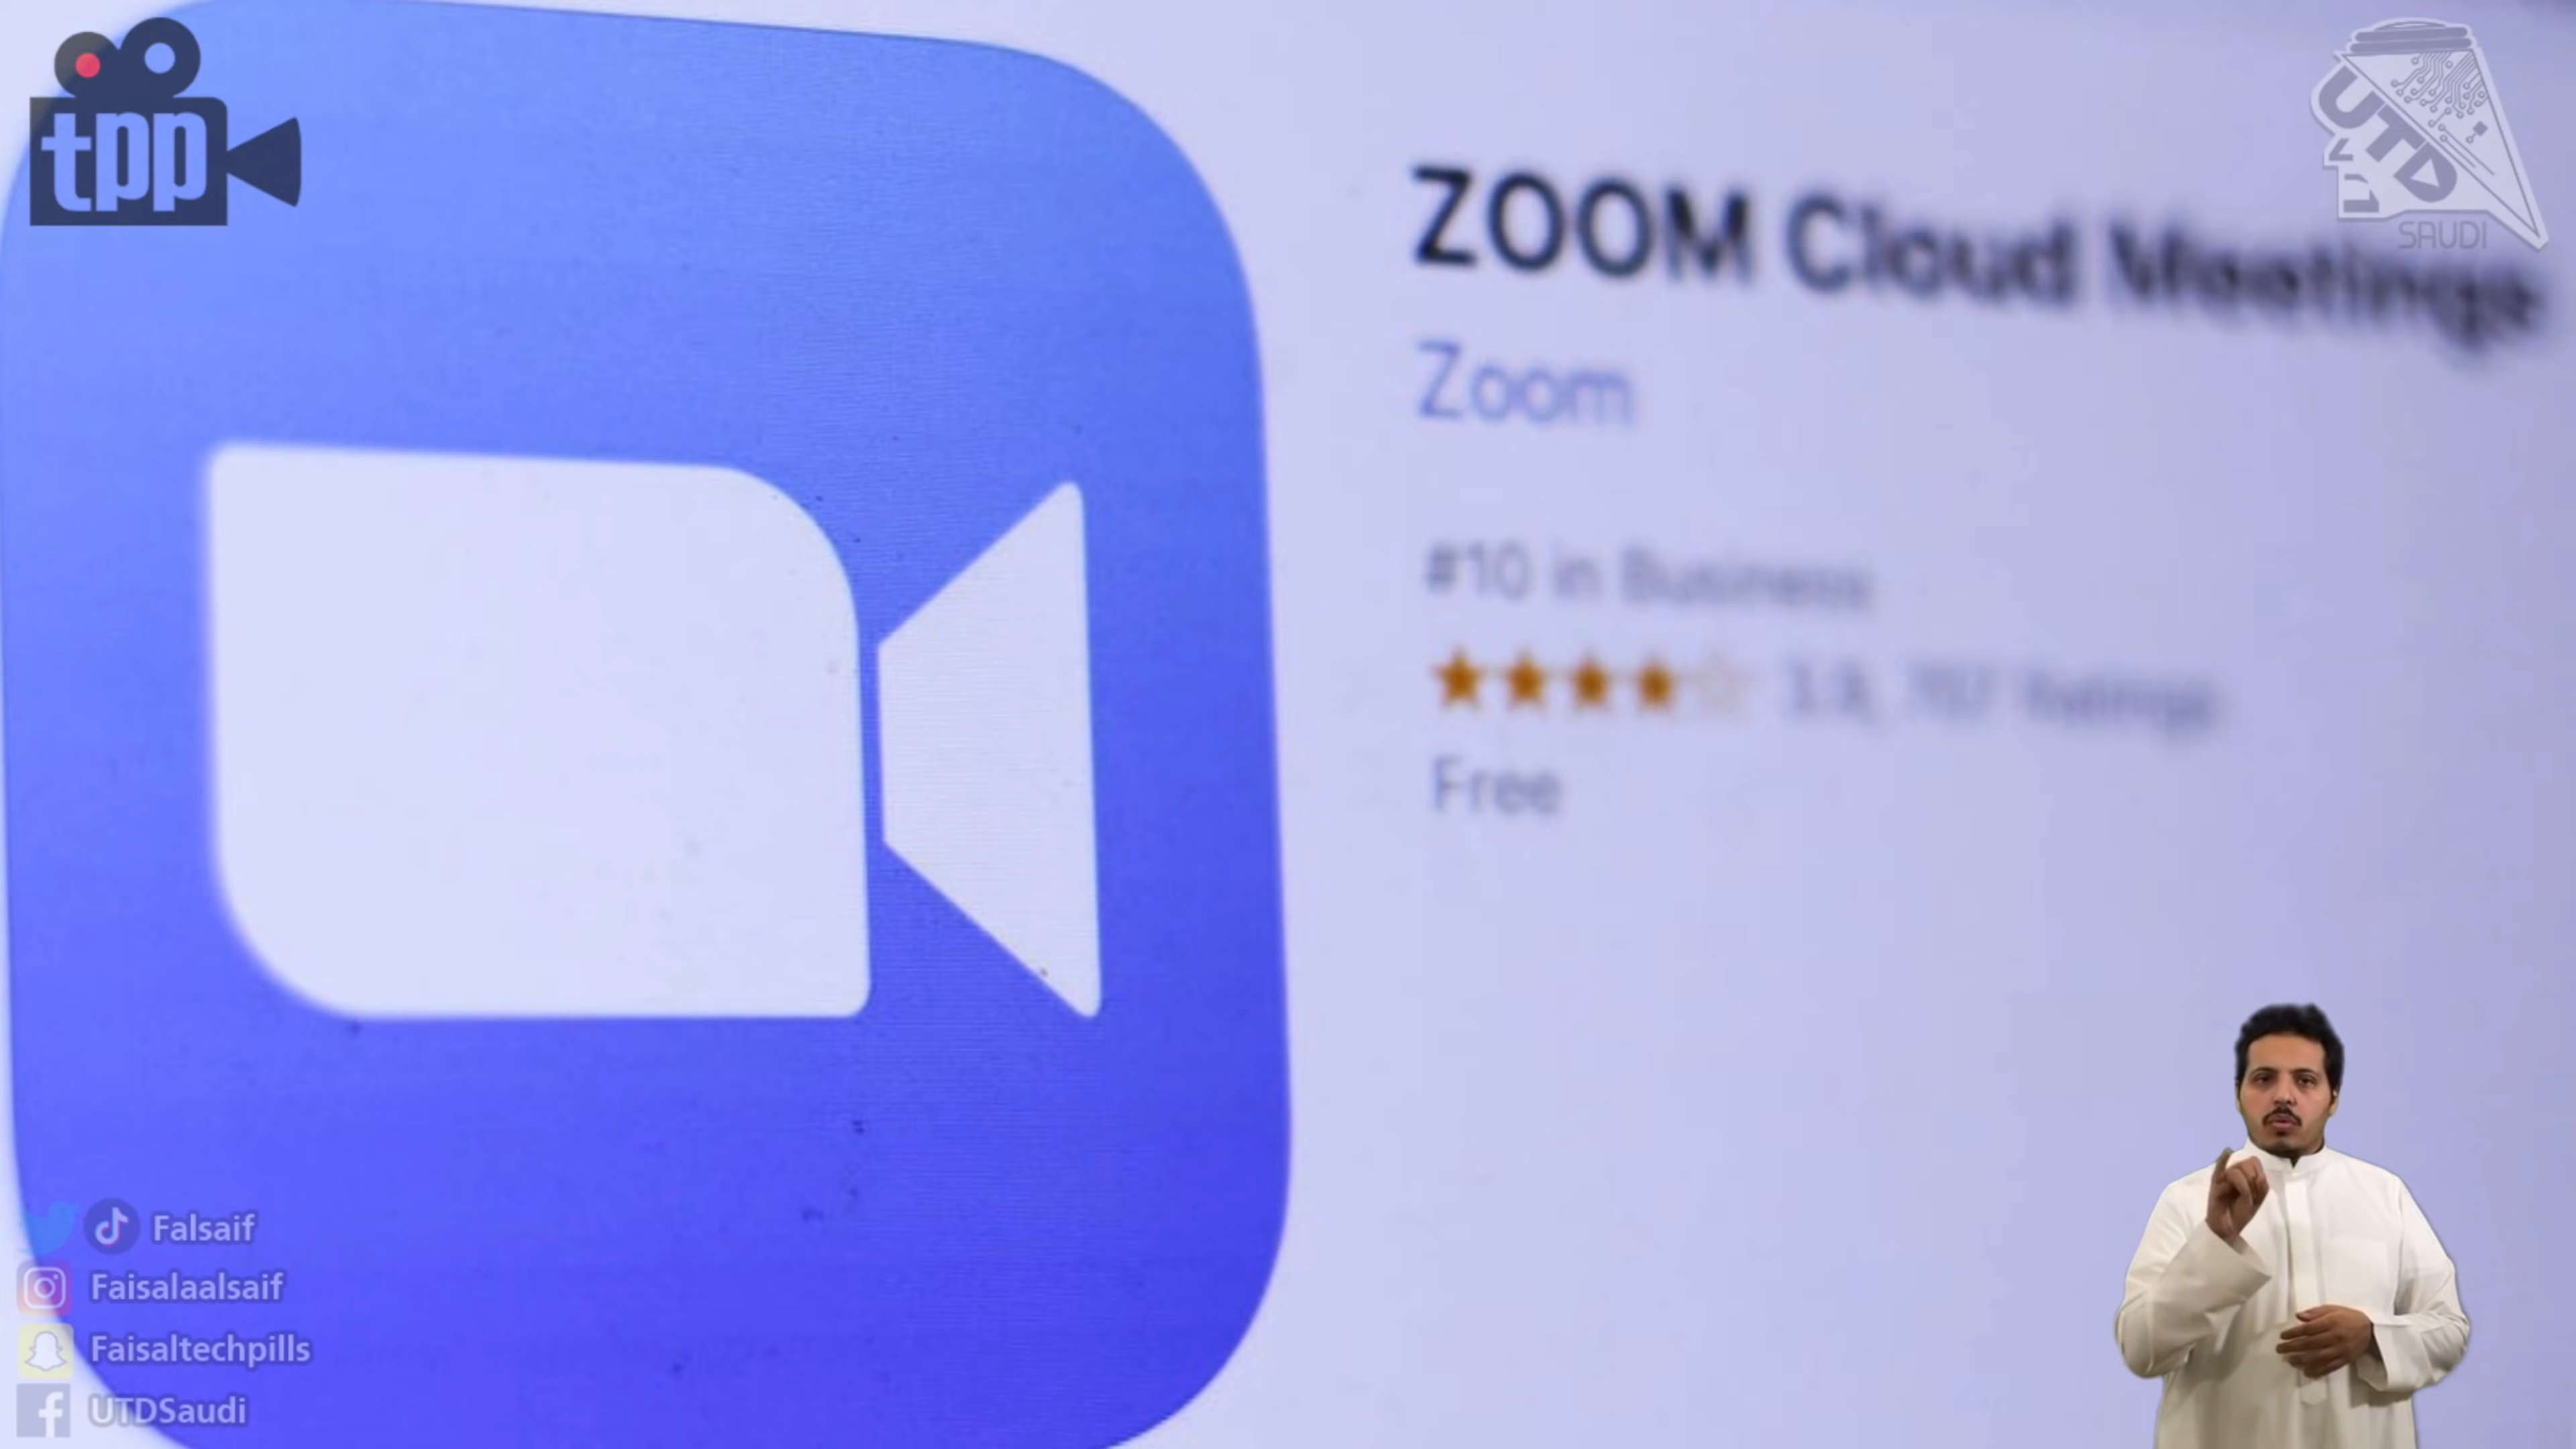 tpp
UTD
SAUDI
ZOOM Cloud Meetings
Zoom
#10 in Business
Free
Falsaif
Faisalaalsaif
Faisaltechpills
UTDSaudi